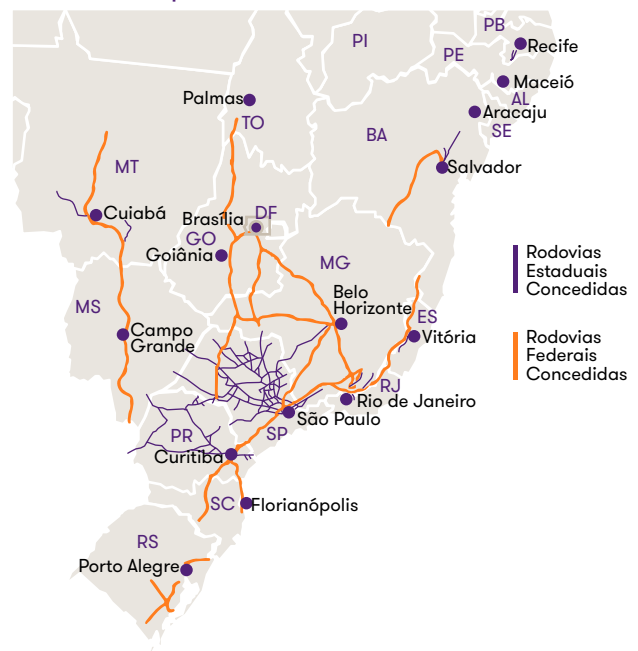 PB
PI
Recife
PE
Maceió
Palmas
AL
Aracaju
TO
SE
BA
MT
Salvador
Cuiabá
Brasília
DF
GO
Goiânia
MG
Rodovias
Estaduais
Concedidas
Belo
Horizonte
MS
ES
Campo
Grande
Vitória
Rodovias
Federais
Concedidas
RJ
Rio de Janeiro
São Paulo
SP
PR
Curitiba
SC
Florianópolis
RS
Porto Alegre